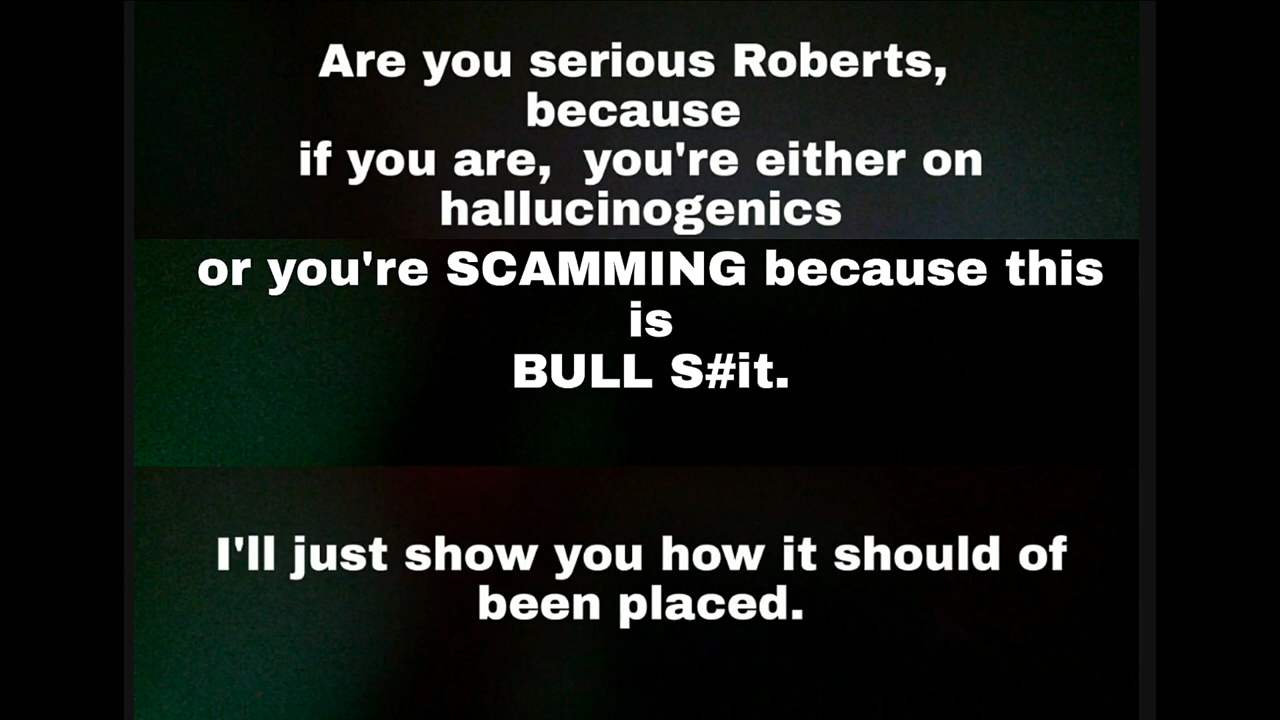 Are you serious Roberts,
because
if you are,  you're either on
hallucinogenics
or you're SCAMMING because this
is
BULL S#it.
I'll just show you how it should of
been placed.